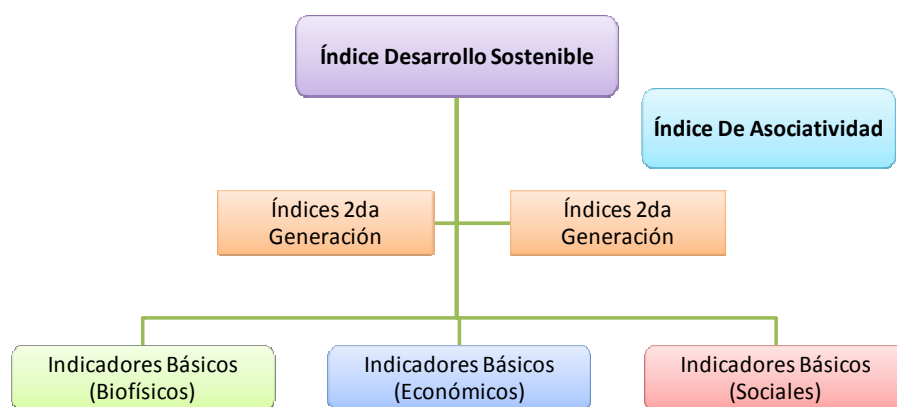 Índice Desarrollo Sostenible
Índice De Asociatividad
Índices 2da
Generación
Índices 2da
Generación
Indicadores Básicos
(Biofísicos)
Indicadores Básicos
(Económicos)
Indicadores Básicos
(Sociales)